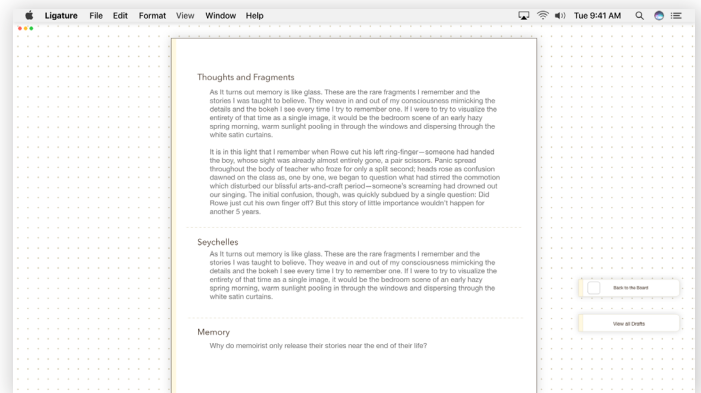 Ligature File Edit Format View Window Help Tue 9:41 AM
Thoughts and Fragments
As It turns out memory is like glass. These are the rare fragments I remember and the
stories I was taught to believe. They weave in and out of my consciousness mimicking the
details and the bokeh I see every time I try to remember one. If I were to try to visualize the
entirety of that time as a single image, it would be the bedroom scene of an early hazy
spring morning, warm sunlight pooling in through the windows and dispersing through the
white satin curtains.
It is in this light that I remember when Rowe cut his left ring-finger—someone had handed
the boy, whose sight was already almost entirely gone, a pair scissors. Panic spread
throughout the body of teacher who froze for only a split second; heads rose as confusion
dawned on the class as, one by one, we began to question what had stirred the commotion
which disturbed our blissful arts-and-craft period—someone's screaming had drowned out
our singing. The initial confusion, though, was quickly subdued by a single question: Did
Rowe just cut his own finger off? But this story of little importance wouldn't happen for
another 5 years.
Seychelles
As It turns out memory is like glass. These are the rare fragments I remember and the
stories I was taught to believe. They weave in and out of my consciousness mimicking the
details and the bokeh I see every time I try to remember one. If I were to try to visualize the
entirety of that time as a single image, it would be the bedroom scene of an early hazy
spring morning, warm sunlight pooling in through the windows and dispersing through the
white satin curtains.
Back to the Board
View all Drafts
Memory
Why do memoirist only release their stories near the end of their life?